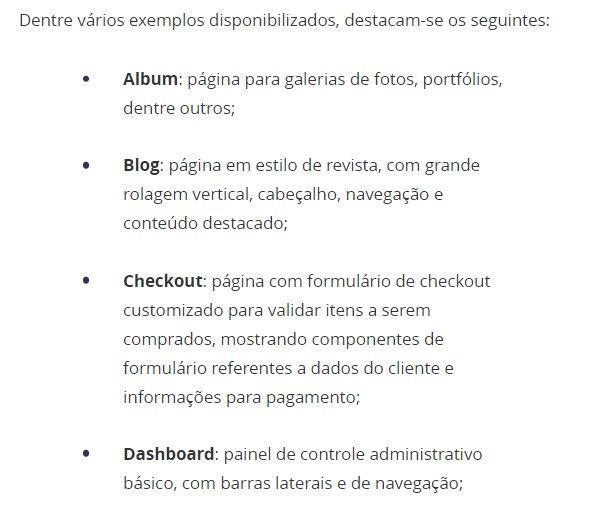 Dentre vários exemplos disponibilizados, destacam-se os seguintes:
• Album: página para galerias de fotos, portfólios,
dentre outros;
• Blog: página em estilo de revista, com grande
rolagem vertical, cabeçalho, navegação e
conteúdo destacado;
• Checkout: página com formulário de checkout
customizado para validar itens a serem
comprados, mostrando componentes de
formulário referentes a dados do cliente e
informações para pagamento;
• Dashboard: painel de controle administrativo
básico, com barras laterais e de navegação;